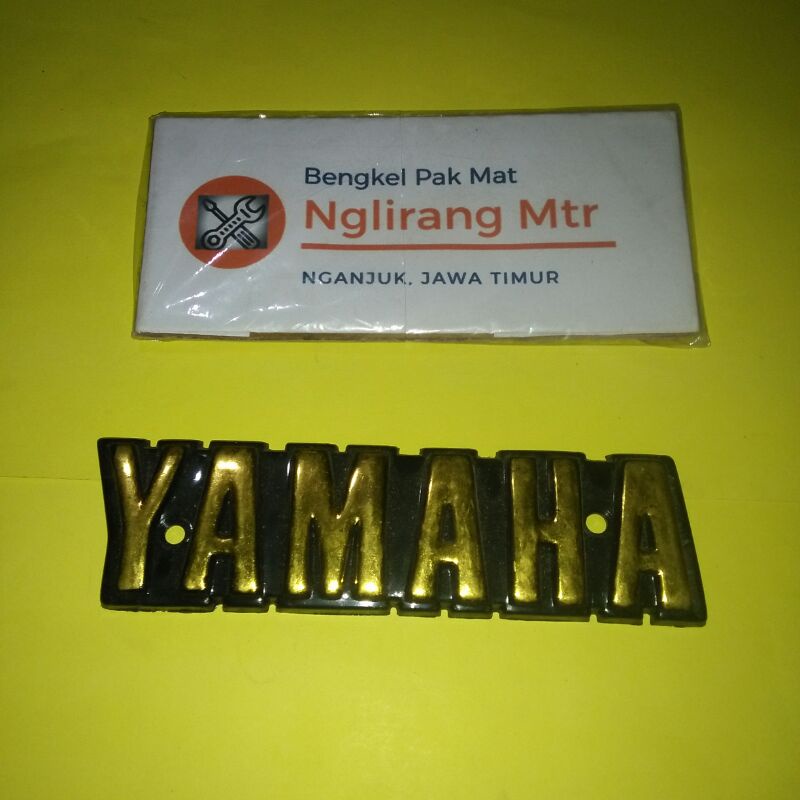 Bengkel Pak Mat
Nglirang Mtr
NGANJUK, JAWA TIMUR
YAMAHA